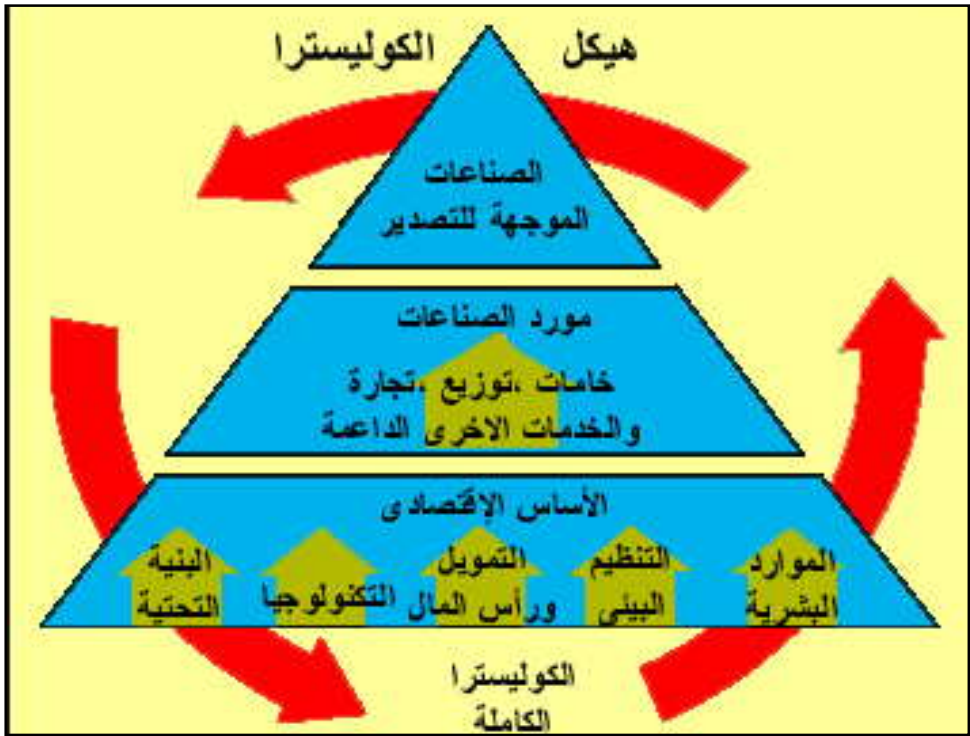 هيكل الكوليسترا
الصناعات
الموجهة للتصدير
مورد الصناعات
خامات ،توزيع ،تجارة
والخدمات الاخرى الداعمة
الأساس الإقتصادى
الموارد
البشرية
التنظيم
البيئى
التمويل
ورأس المال
التكنولوجيا
البنية
التحتية
الكوليسترا
الكاملة